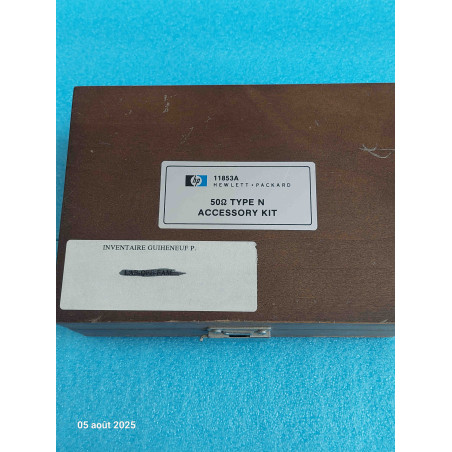 hp
11853A
HEWLETT • PACKARD
50Ω TYPE N
ACCESSORY KIT
INVENTAIRE GUIHENEUF P.
05 août 2025